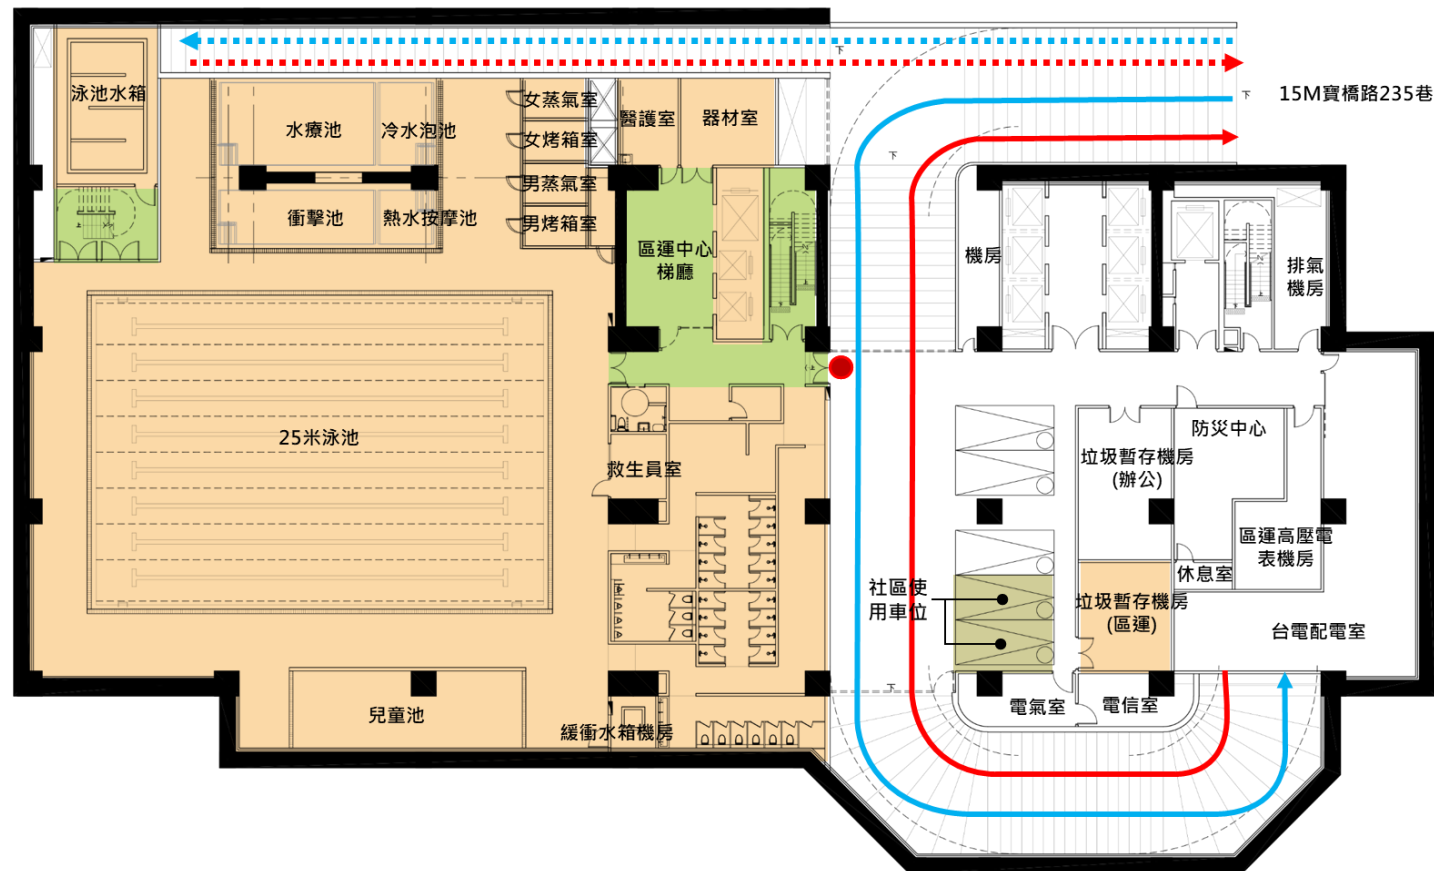 下
下
15M寶橋路235巷
泳池水箱
水療池
冷水泡池
女蒸氣室
醫護室
器材室
女烤箱室
下
男蒸氣室
衝擊池
熱水按摩池
男烤箱室
區運中心
梯廳
機房
排氣
機房
25米泳池
救生員室
垃圾暫存機房
(辦公)
防災中心
區運高壓電
表機房
休息室
社區使
用車位
垃圾暫存機房
(區運)
台電配電室
下
兒童池
緩衝水箱機房
電氣室
電信室